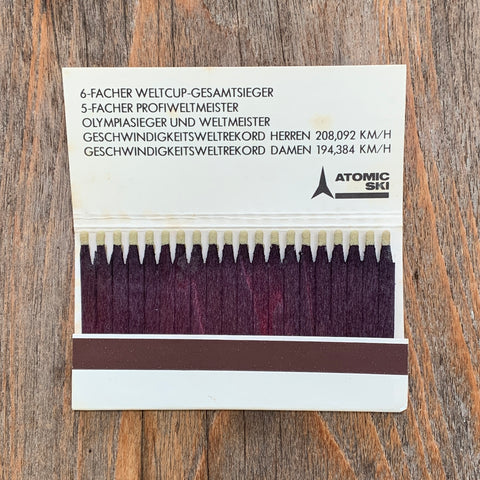 6-FACHER WELTCUP-GESAMTSIEGER
5-FACHER PROFIWELTMEISTER
OLYMPIASIEGER UND WELTMEISTER
GESCHWINDIGKEITSWELTREKORD HERREN 208,092 KM/H
GESCHWINDIGKEITSWELTREKORD DAMEN 194,384 KM/H
ATOMIC
SKI